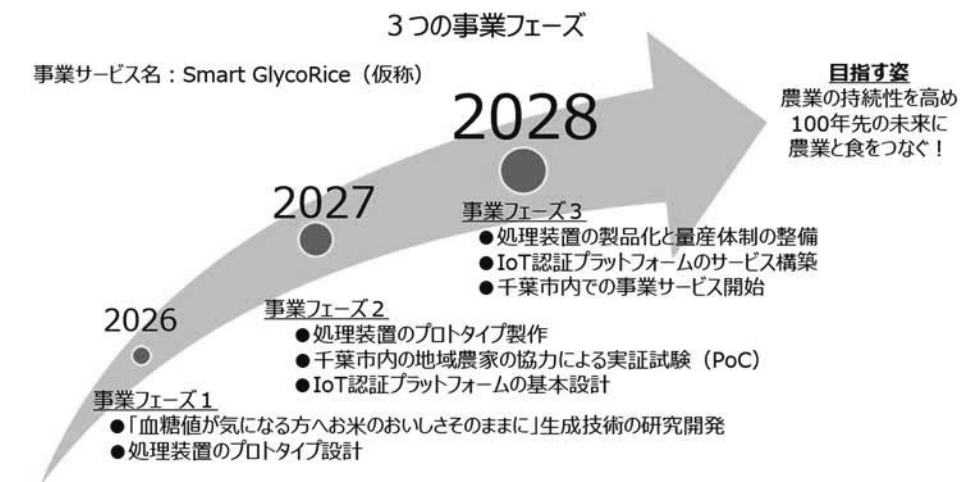 3つの事業フェーズ
事業サービス名：Smart GlycoRice（仮称）
目指す姿
農業の持続性を高め
100年先の未来に
農業と食をつなぐ！
2028
事業フェーズ3
●処理装置の製品化と量産体制の整備
●IoT認証プラットフォームのサービス構築
●千葉市内での事業サービス開始
2027
事業フェーズ2
●処理装置のプロトタイプ製作
●千葉市内の地域農家の協力による実証試験（PoC）
●IoT認証プラットフォームの基本設計
2026
事業フェーズ1
●「血糖値が気になる方へお米のおいしさそのままに」生成技術の研究開発
●処理装置のプロトタイプ設計